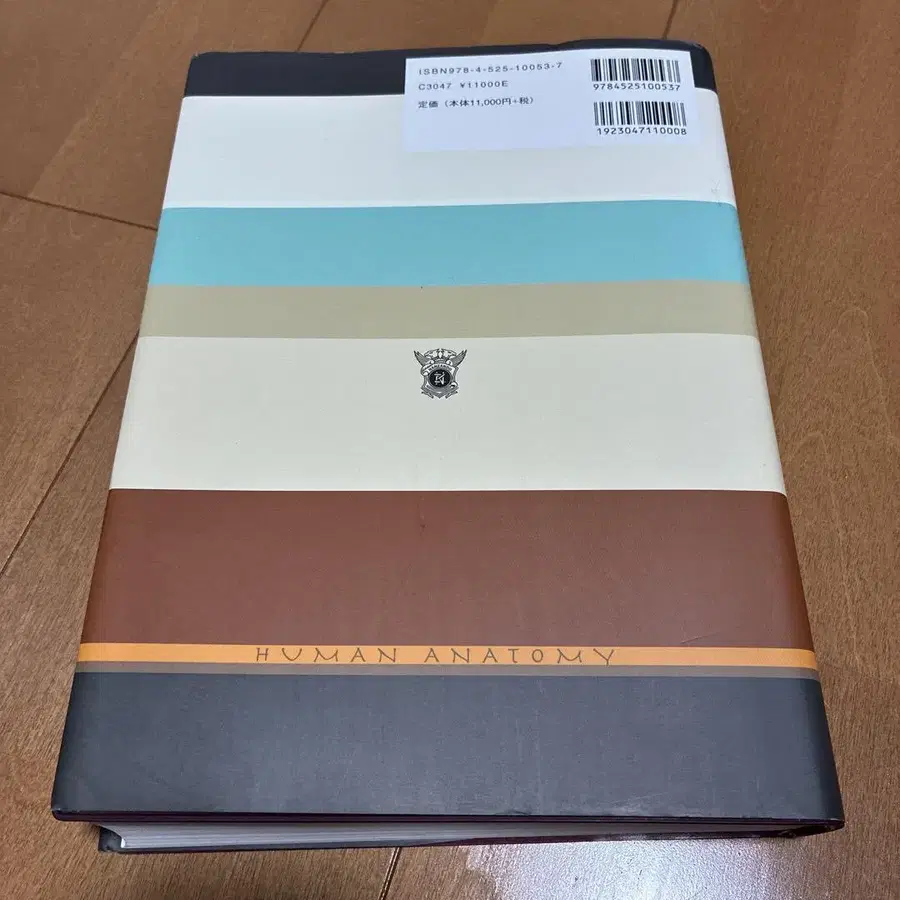 ISBN978-4-525-10053-7
C3047 ¥11000E
定価（本体11,000円+税）
9784525100537
1923047110008
HUMAN ANATOMY